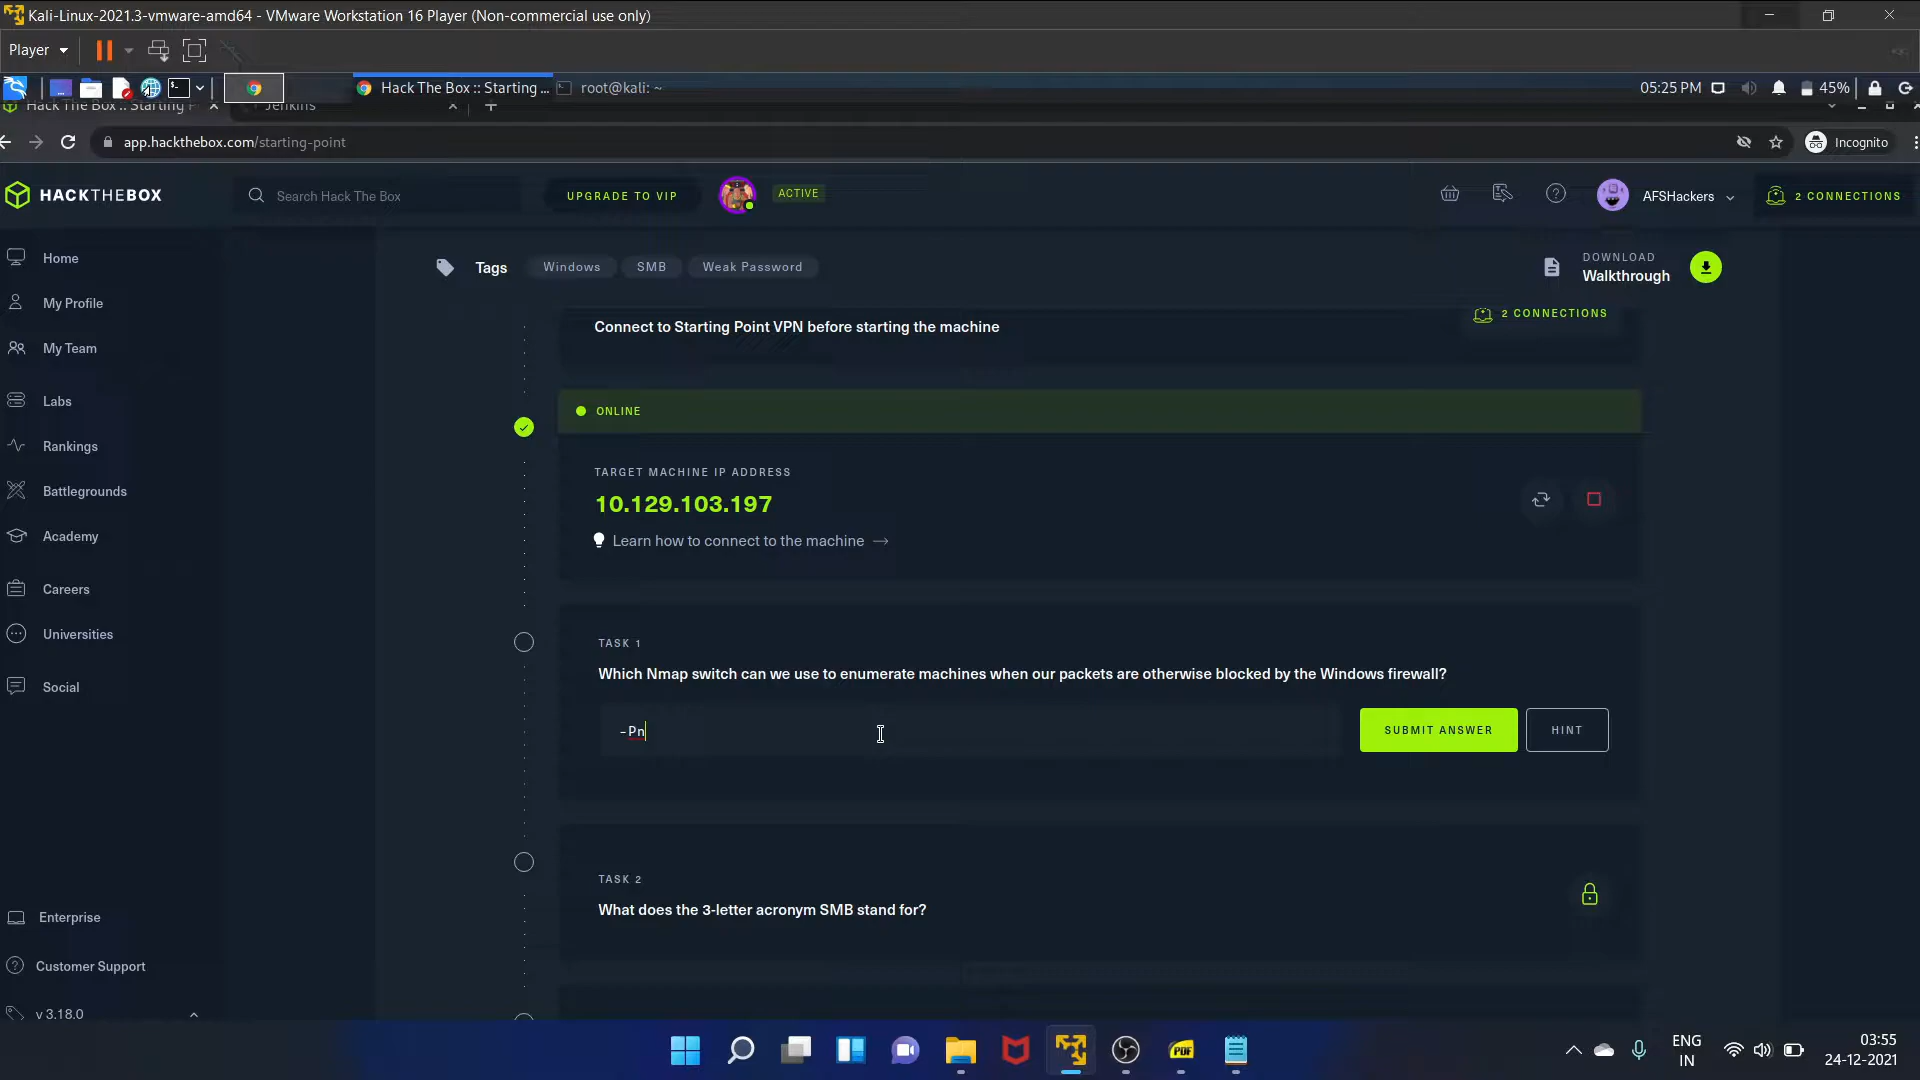 Kali-Linux-2021.3-vmware-amd64 - VMware Workstation 16 Player (Non-commercial use only)
Player
Hack The Box :: Starting ...
root@kali: ~
05:25 PM
45%
Hack The Box :: Starting P
Jenkins
app.hackthebox.com/starting-point
Incognito
HACKTHEBOX
Search Hack The Box
UPGRADE TO VIP
ACTIVE
AFSHackers
2 CONNECTIONS
Home
My Profile
My Team
Labs
Rankings
Battlegrounds
Academy
Careers
Universities
Social
Enterprise
Customer Support
v 3.18.0
Tags
Windows
SMB
Weak Password
DOWNLOAD
Walkthrough
Connect to Starting Point VPN before starting the machine
2 CONNECTIONS
ONLINE
TARGET MACHINE IP ADDRESS
10.129.103.197
Learn how to connect to the machine →
TASK 1
Which Nmap switch can we use to enumerate machines when our packets are otherwise blocked by the Windows firewall?
-Pn
SUBMIT ANSWER
HINT
TASK 2
What does the 3-letter acronym SMB stand for?
PDF
ENG
IN
03:55
24-12-2021